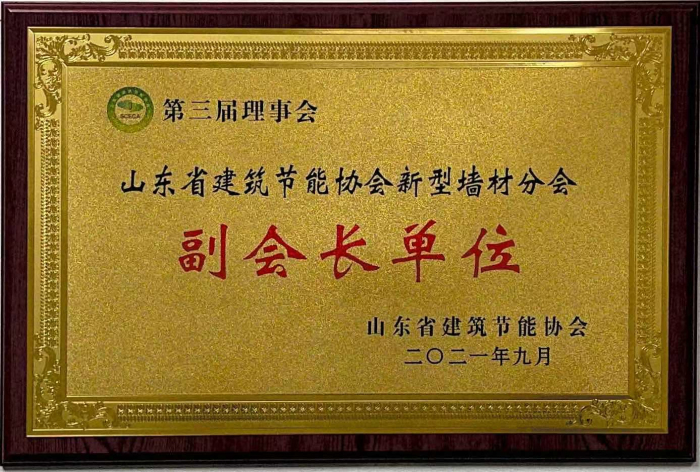 第三届理事会
山东省建筑节能协会新型墙材分会
副会长单位
山东省建筑节能协会
二〇二一年九月